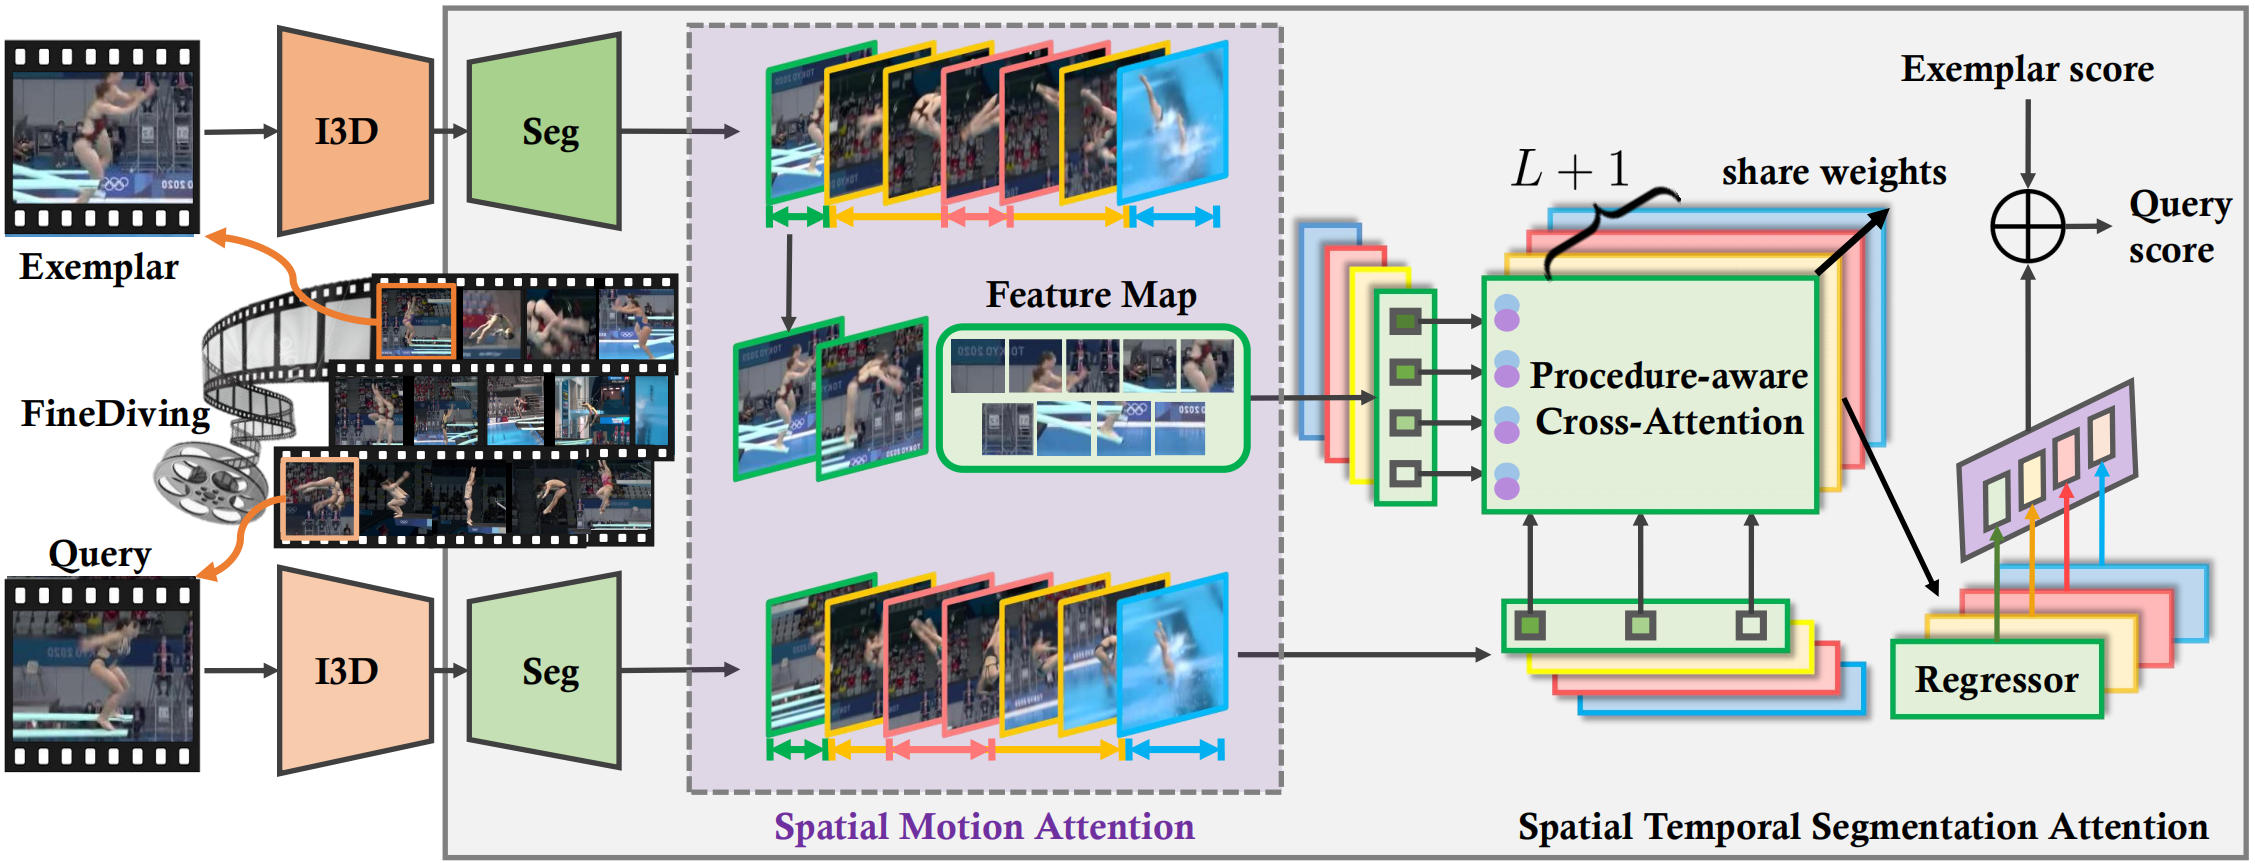 Exemplar
FineDiving
Query
I3D
Seg
I3D
Seg
Feature Map
Spatial Motion Attention
L + 1
share weights
Procedure-aware
Cross-Attention
Exemplar score
Query
score
Regressor
Spatial Temporal Segmentation Attention